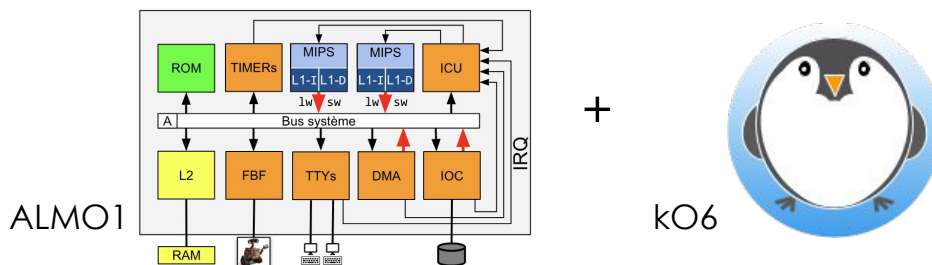 MIPS MIPS
ROM TIMERs ICU
L1-I L1-D L1-I L1-D
lw sw lw sw
A Bus système
+
IRQ
L2 FBF TTYs DMA IOC
ALMO1
kO6
RAM